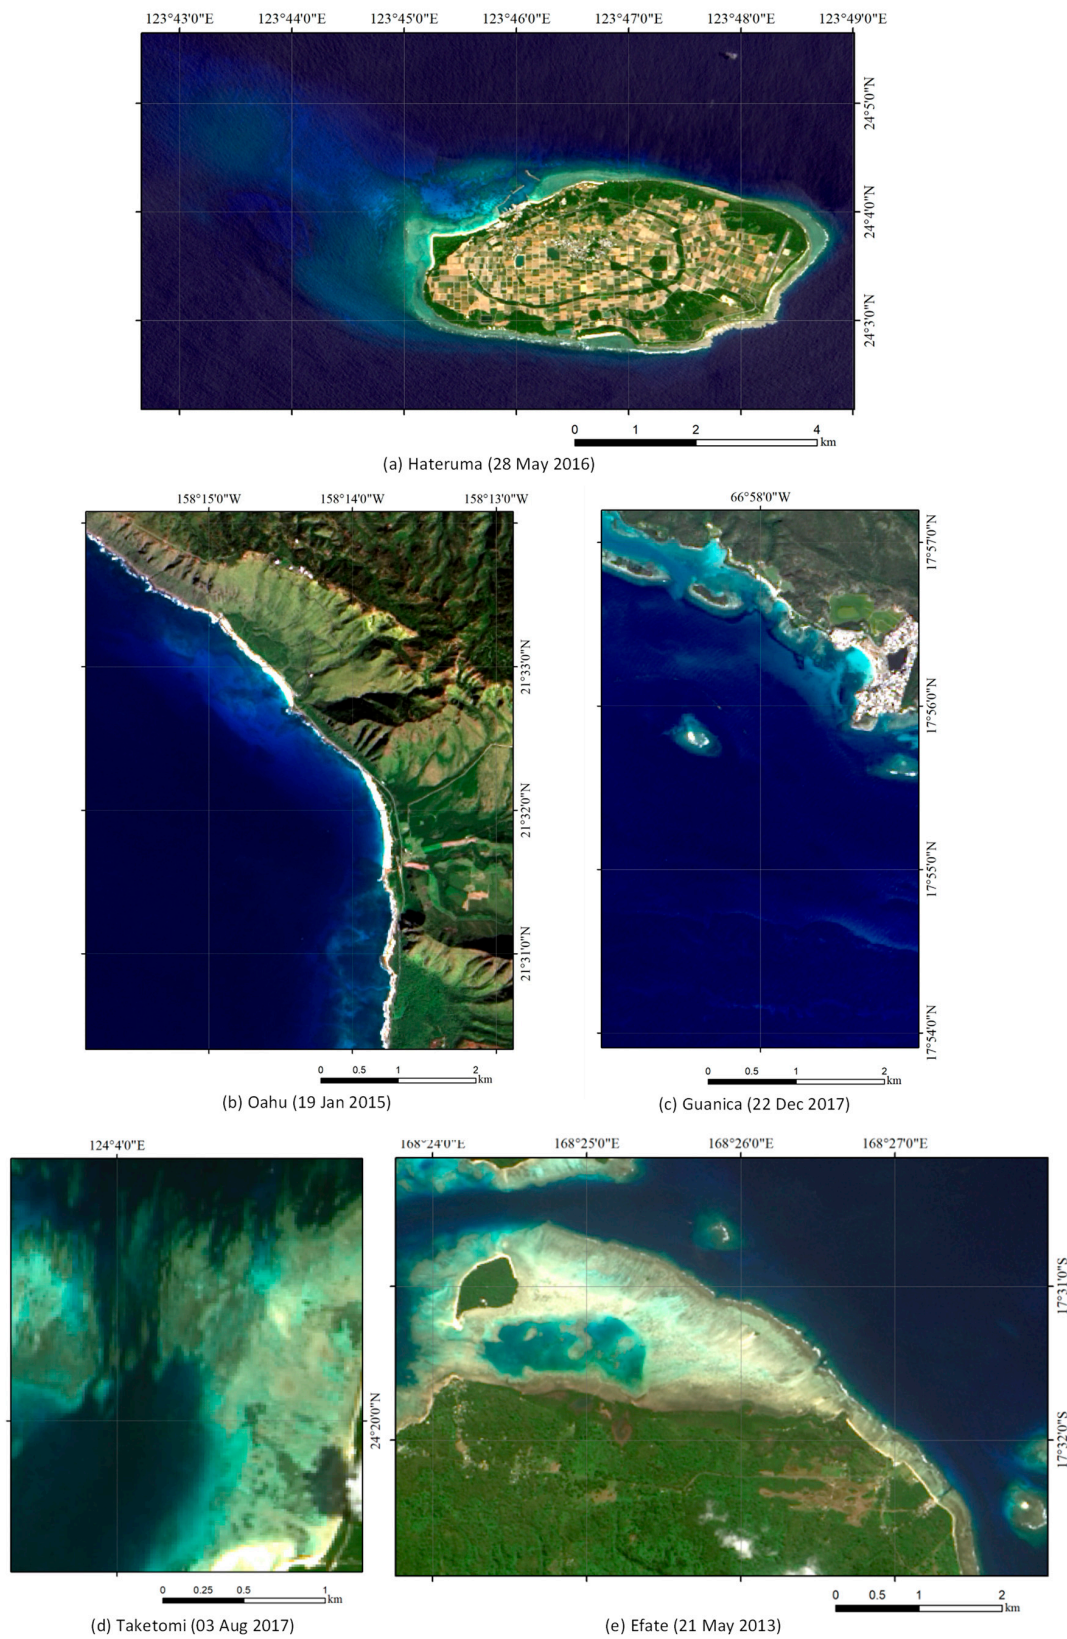 123°43'0"E 123°44'0"E 123°45'0"E 123°46'0"E 123°47'0"E 123°48'0"E 123°49'0"E
24°5'0"N
24°4'0"N
24°3'0"N
0 1 2 4
km
(a) Hateruma (28 May 2016)
158°15'0"W 158°14'0"W 158°13'0"W
21°33'0"N
21°32'0"N
21°31'0"N
0 0.5 1 2
km
(b) Oahu (19 Jan 2015)
66°58'0"W
17°57'0"N
17°56'0"N
17°55'0"N
17°54'0"N
0 0.5 1 2
km
(c) Guanica (22 Dec 2017)
124°4'0"E
24°20'0"N
0 0.25 0.5 1
km
(d) Taketomi (03 Aug 2017)
168°24'0"E 168°25'0"E 168°26'0"E 168°27'0"E
17°31'0"S
17°32'0"S
0 0.5 1 2
km
(e) Efate (21 May 2013)